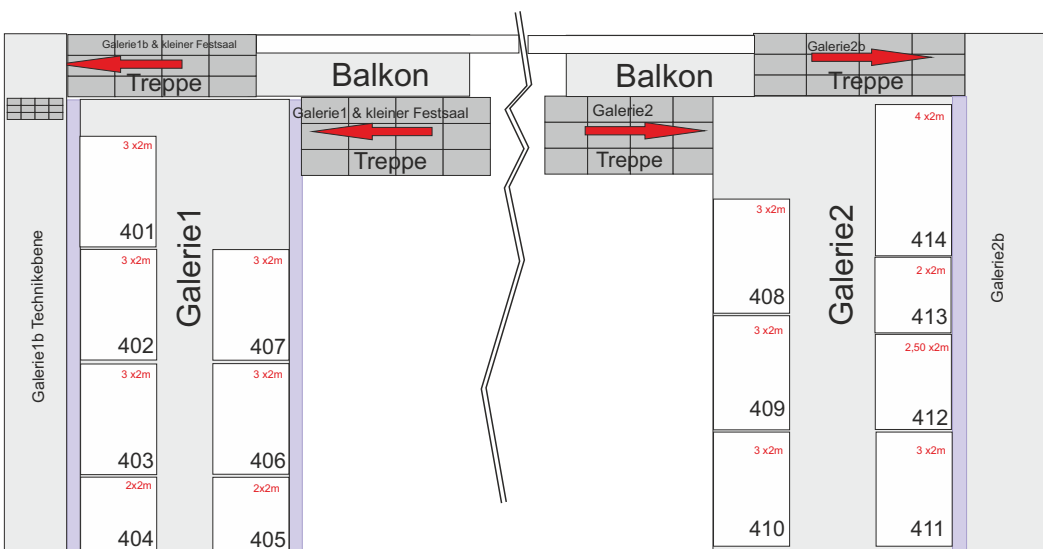 Galerie1b & kleiner Festsaal
Treppe
Balkon
Balkon
Galerie2b
Treppe
Galerie1 & kleiner Festsaal
Treppe
Galerie2
Treppe
Galerie1b Technikebene
3 x2m
401
3 x2m
402
3 x2m
403
2x2m
404
Galerie1
3 x2m
407
3 x2m
406
2x2m
405
3 x2m
408
3 x2m
409
3 x2m
410
Galerie2
4 x2m
414
2 x2m
413
2,50 x2m
412
3 x2m
411
Galerie2b